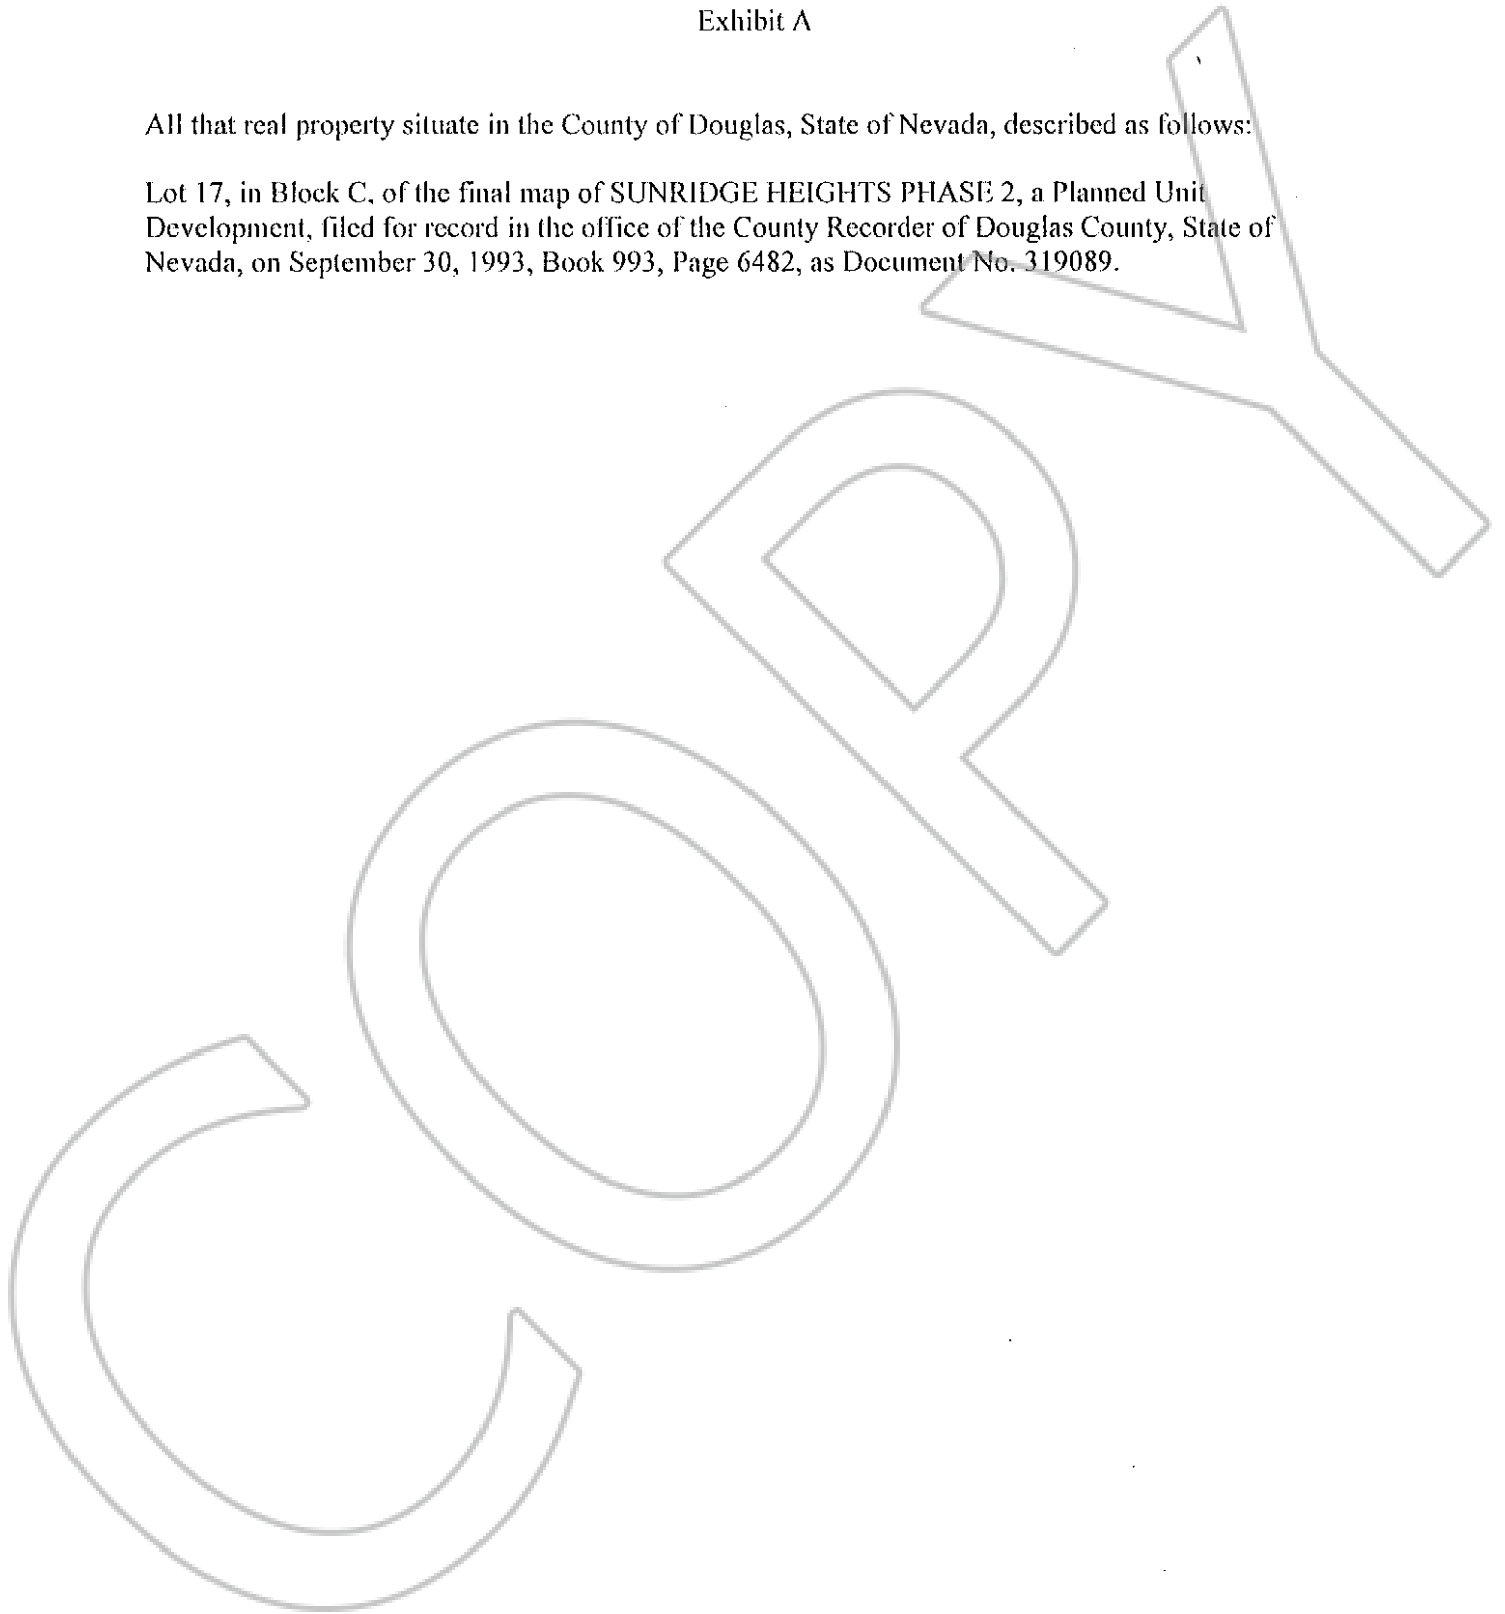 Exhibit A
All that real property situate in the County of Douglas, State of Nevada, described as follows:
Lot 17, in Block C, of the final map of SUNRIDGE HEIGHTS PHASE 2, a Planned Unit
Development, filed for record in the office of the County Recorder of Douglas County, State of
Nevada, on September 30, 1993, Book 993, Page 6482, as Document No. 319089.
COPY